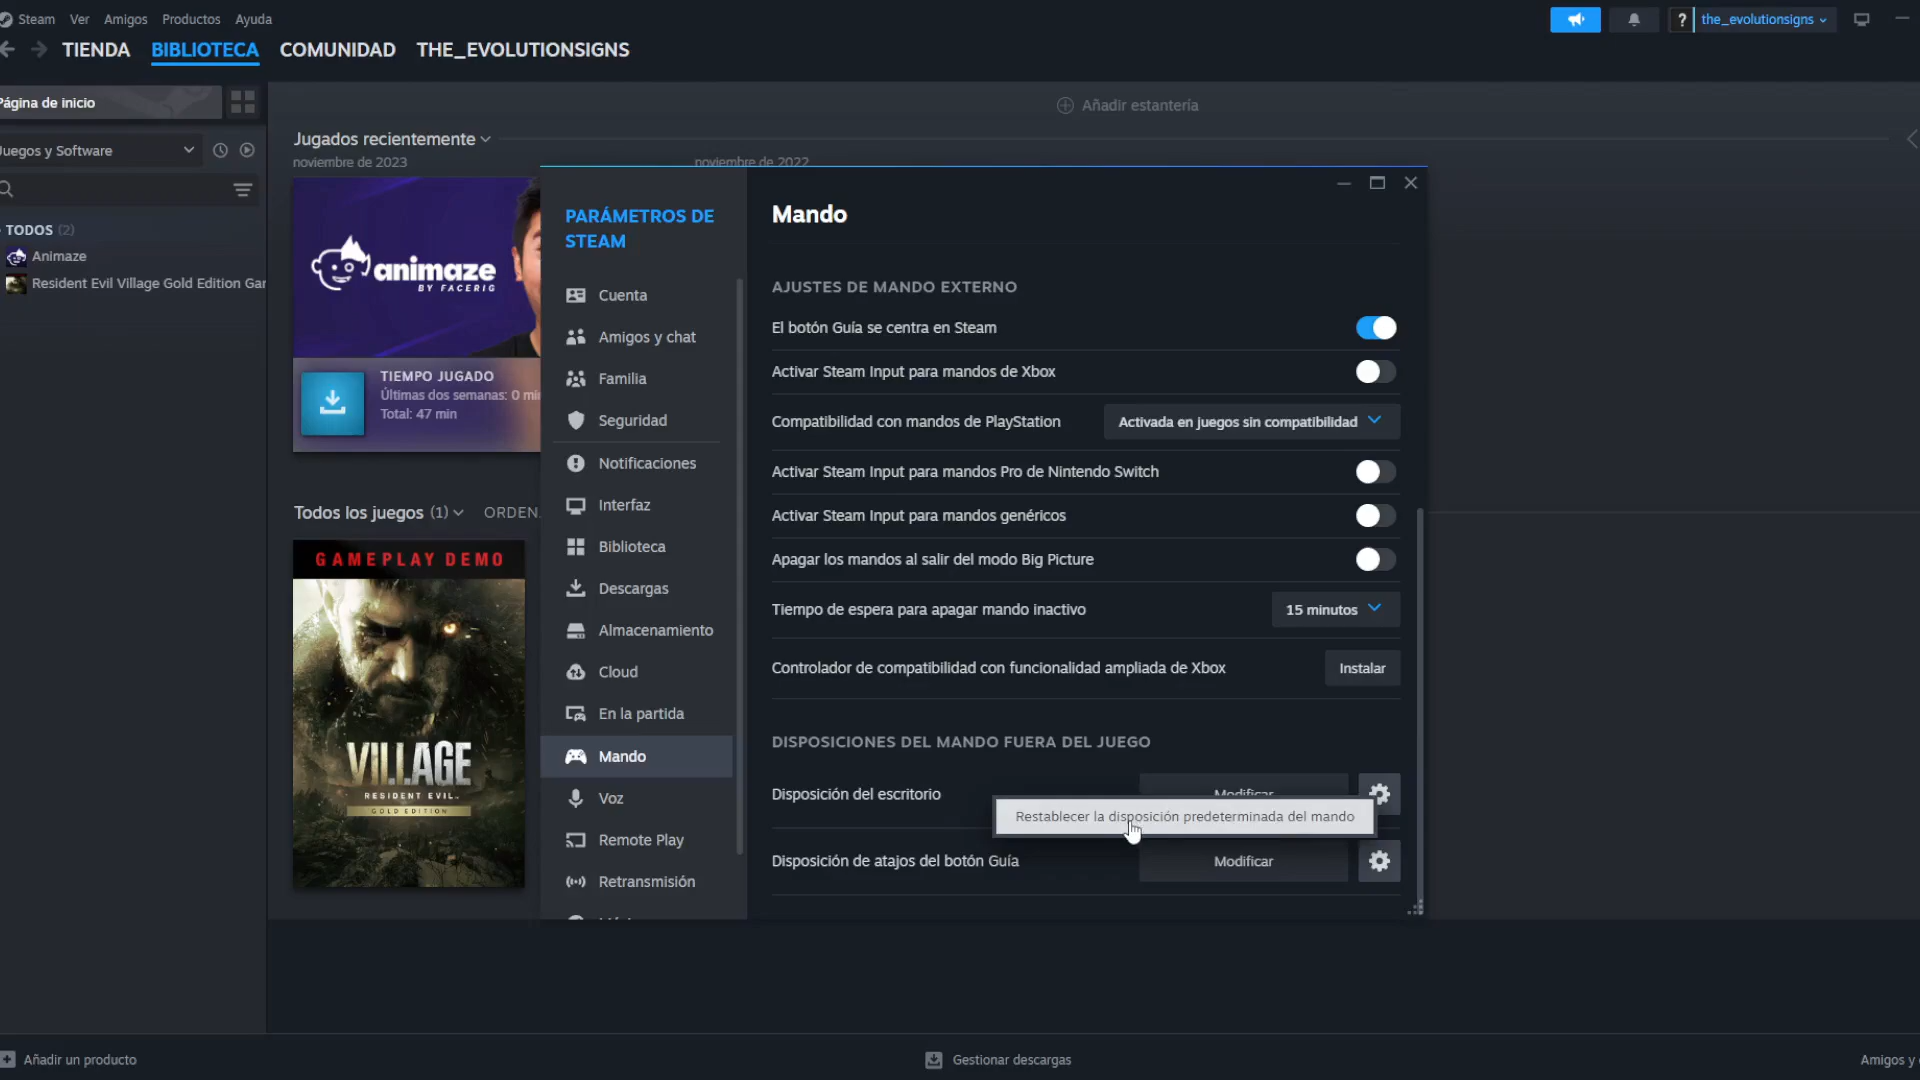 Steam Ver Amigos Productos Ayuda
? the_evolutionsigns
TIENDA BIBLIOTECA COMUNIDAD THE_EVOLUTIONSIGNS
Página de inicio
Añadir estantería
Juegos y Software
Jugados recientemente
noviembre de 2023 noviembre de 2022
TODOS (2)
Animaze
Resident Evil Village Gold Edition Gar
animaze
BY FACERIG
TIEMPO JUGADO
Últimas dos semanas: 0 mi
Total: 47 min
Todos los juegos (1) ORDEN.
GAMEPLAY DEMO
VILLAGE
RESIDENT EVIL
GOLD EDITION
PARÁMETROS DE
STEAM
Cuenta
Amigos y chat
Familia
Seguridad
Notificaciones
Interfaz
Biblioteca
Descargas
Almacenamiento
Cloud
En la partida
Mando
Voz
Remote Play
Retransmisión
Mando
AJUSTES DE MANDO EXTERNO
El botón Guía se centra en Steam
Activar Steam Input para mandos de Xbox
Compatibilidad con mandos de PlayStation Activada en juegos sin compatibilidad
Activar Steam Input para mandos Pro de Nintendo Switch
Activar Steam Input para mandos genéricos
Apagar los mandos al salir del modo Big Picture
Tiempo de espera para apagar mando inactivo 15 minutos
Controlador de compatibilidad con funcionalidad ampliada de Xbox Instalar
DISPOSICIONES DEL MANDO FUERA DEL JUEGO
Disposición del escritorio Modificar
Restablecer la disposición predeterminada del mando
Disposición de atajos del botón Guía Modificar
Añadir un producto Gestionar descargas Amigos y